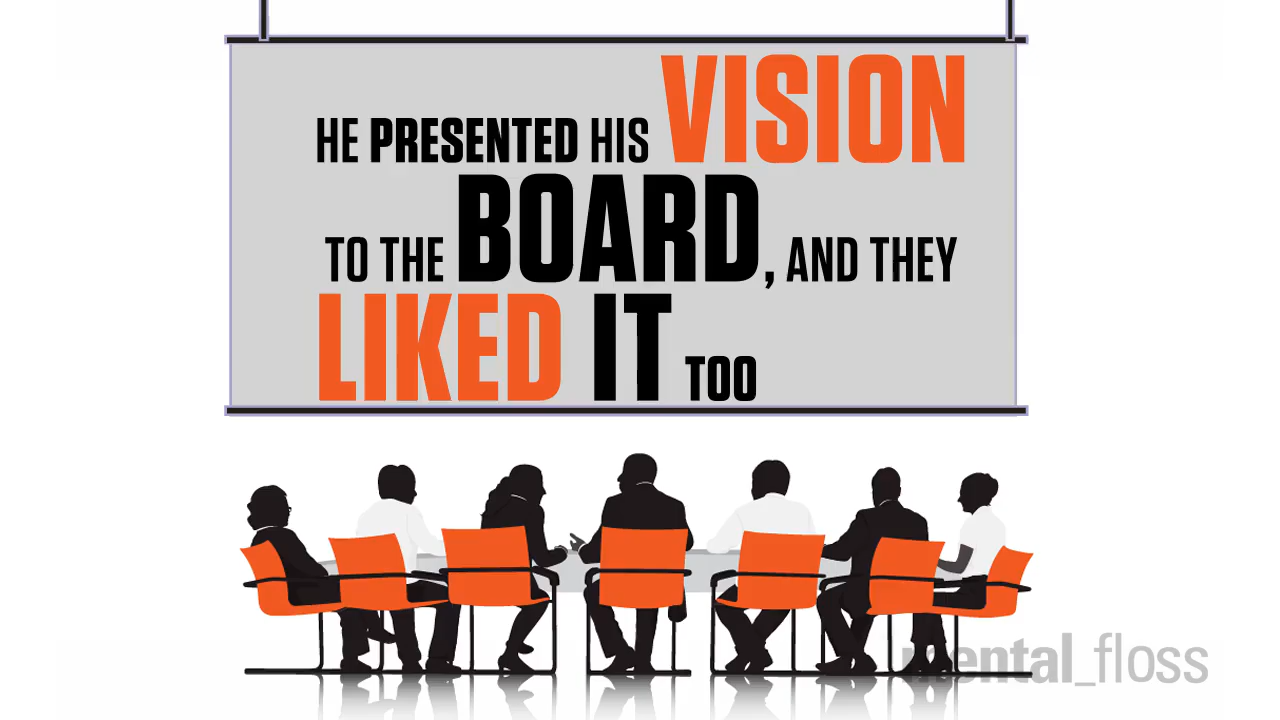 HE PRESENTED HIS VISION
TO THE BOARD, AND THEY
LIKED IT TOO
mental_floss